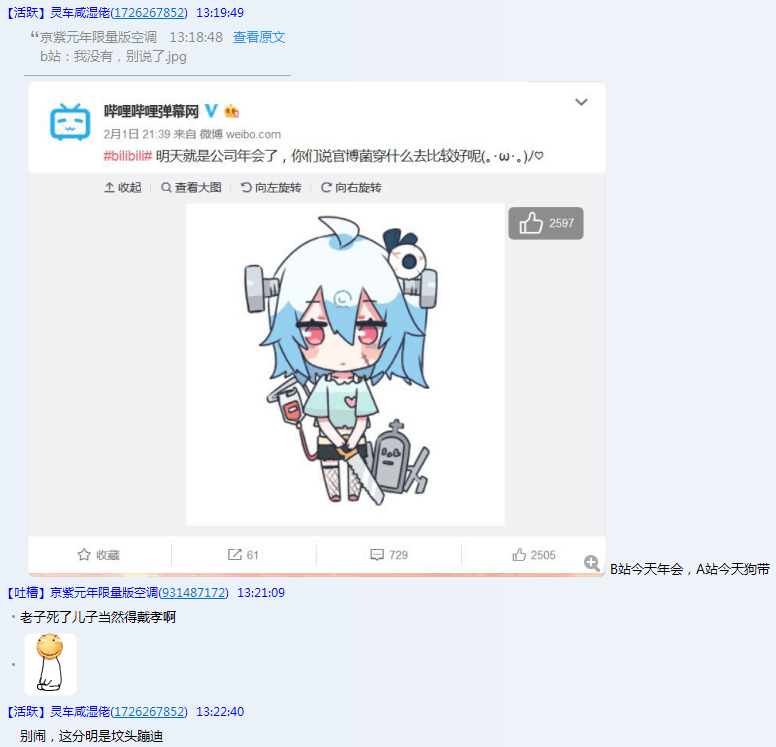 【活跃】灵车咸湿佬(1726267852) 13:19:49
“京紫元年限量版空调 13:18:48 查看原文
b站：我没有，别说了.jpg
哔哩哔哩弹幕网
2月1日 21:39 来自 微博 weibo.com
#bilibili# 明天就是公司年会了，你们说官博菌穿什么去比较好呢(｡･ω･｡)/♡
收起 查看大图 向左旋转 向右旋转
2597
收藏 61 729 2505
B站今天年会，A站今天狗带
【吐槽】京紫元年限量版空调(931487172) 13:21:09
老子死了儿子当然得戴孝啊
【活跃】灵车咸湿佬(1726267852) 13:22:40
别闹，这分明是坟头蹦迪